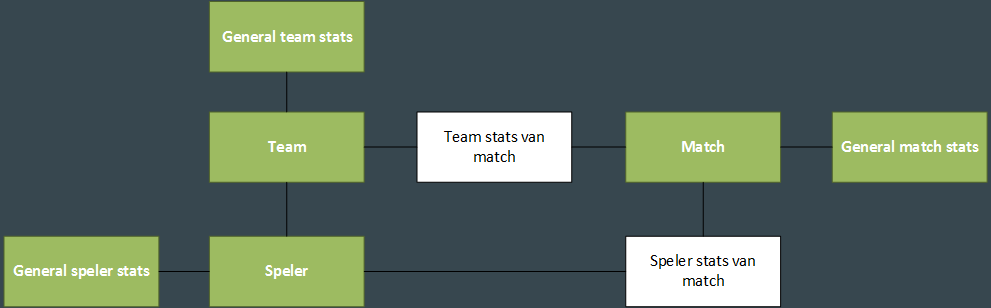 General team stats
Team
Team stats van
match
Match
General match stats
General speler stats
Speler
Speler stats van
match